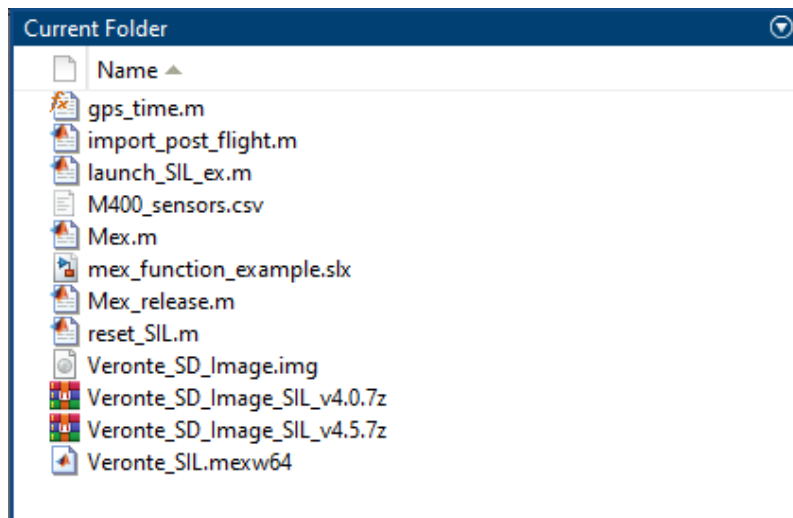 Current Folder
Name
gps_time.m
import_post_flight.m
launch_SIL_ex.m
M400_sensors.csv
Mex.m
mex_function_example.slx
Mex_release.m
reset_SIL.m
Veronte_SD_Image.img
Veronte_SD_Image_SIL_v4.0.7z
Veronte_SD_Image_SIL_v4.5.7z
Veronte_SIL.mexw64